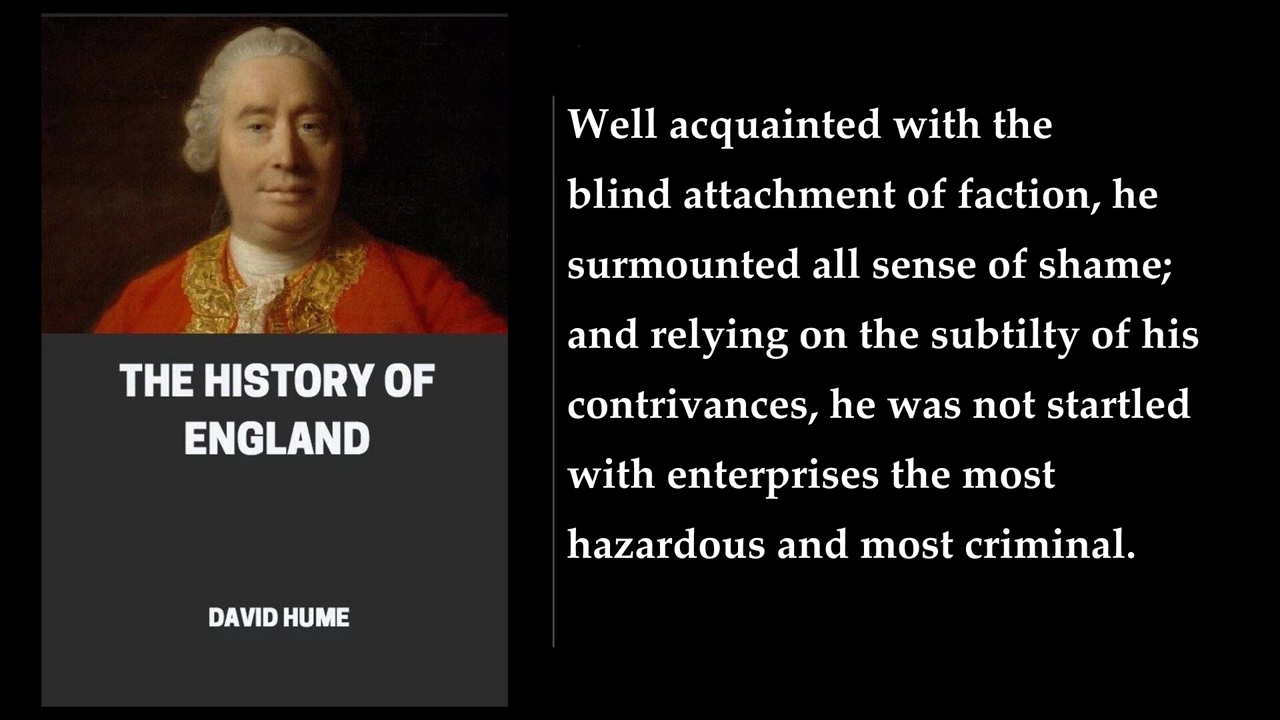 THE HISTORY OF
ENGLAND
DAVID HUME
Well acquainted with the
blind attachment of faction, he
surmounted all sense of shame;
and relying on the subtilty of his
contrivances, he was not startled
with enterprises the most
hazardous and most criminal.